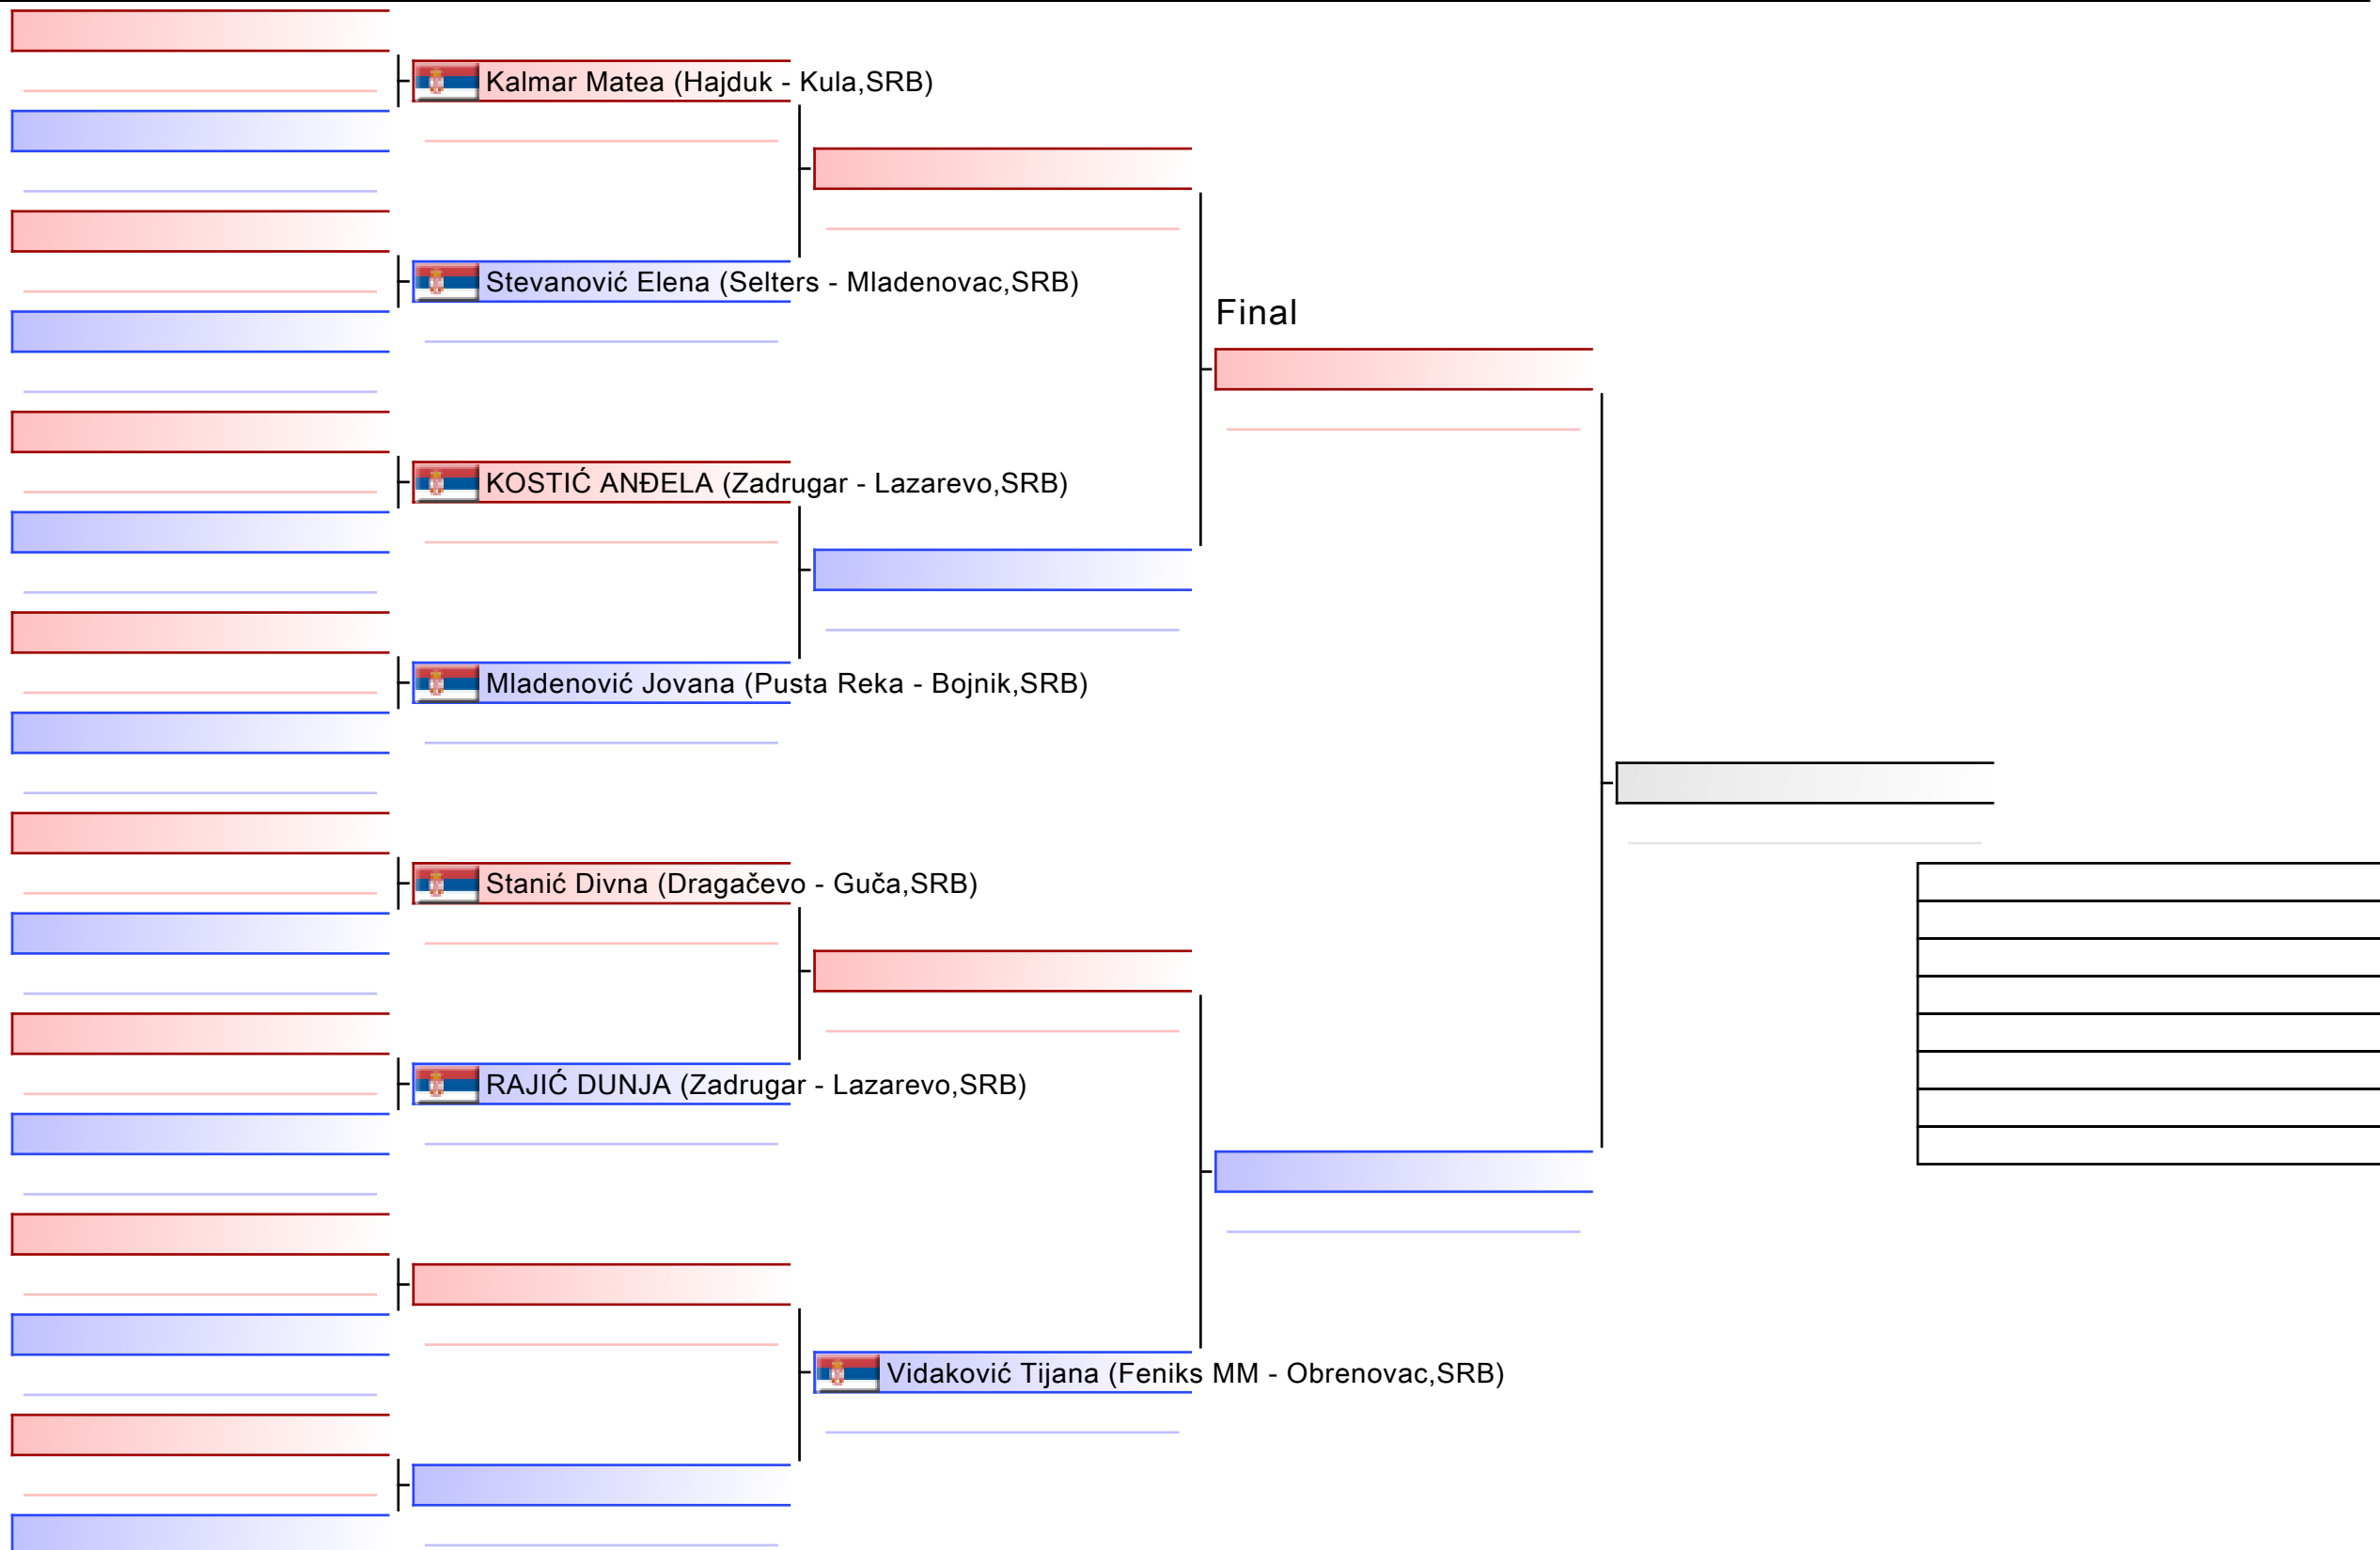 Kalmar Matea (Hajduk - Kula,SRB)
Stevanović Elena (Selters - Mladenovac,SRB)
Final
KOSTIĆ ANĐELA (Zadrugar - Lazarevo,SRB)
Mladenović Jovana (Pusta Reka - Bojnik,SRB)
Stanić Divna (Dragačevo - Guča,SRB)
RAJIĆ DUNJA (Zadrugar - Lazarevo,SRB)
Vidaković Tijana (Feniks MM - Obrenovac,SRB)